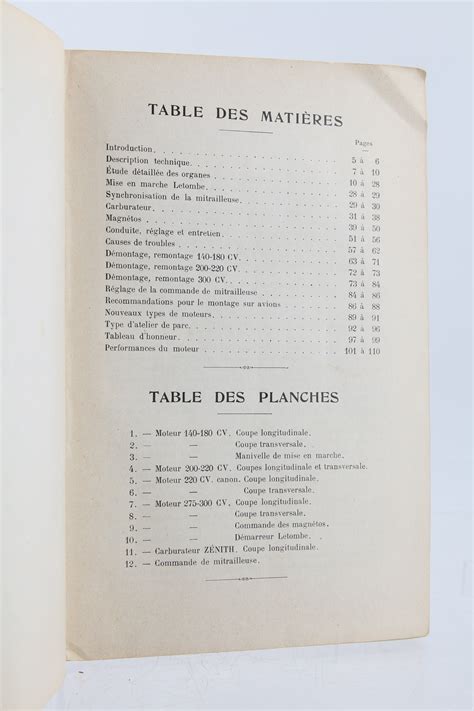 TABLE DES MATIÈRES
Pages
Introduction. 5 à 6
Description technique. 7 à 10
Étude détaillée des organes 10 à 28
Mise en marche Letombe. 28 à 29
Synchronisation de la mitrailleuse. 29 à 30
Carburateur. 31 à 38
Magnétos 39 à 50
Conduite, réglage et entretien. 51 à 56
Causes de troubles 57 à 62
Démontage, remontage 140-180 CV. 63 à 71
Démontage, remontage 200-220 CV. 72 à 73
Démontage, remontage 300 CV. 73 à 84
Réglage de la commande de mitrailleuse 84 à 86
Recommandations pour le montage sur avions 86 à 88
Nouveaux types de moteurs. 89 à 91
Type d'atelier de parc. 92 à 96
Tableau d'honneur. 97 à 99
Performances du moteur 101 à 110
TABLE DES PLANCHES
1. — Moteur 140-180 CV. Coupe longitudinale.
2. — — Coupe transversale.
3. — — Manivelle de mise en marche.
4. — Moteur 200-220 CV. Coupes longitudinale et transversale.
5. — Moteur 220 CV. canon. Coupe longitudinale.
6. — — Coupe transversale.
7. — Moteur 275-300 CV. Coupe longitudinale.
8. — — Coupe transversale.
9. — — Commande des magnétos.
10. — — Démarreur Letombe.
11. — Carburateur ZÉNITH. Coupe longitudinale.
12. — Commande de mitrailleuse.